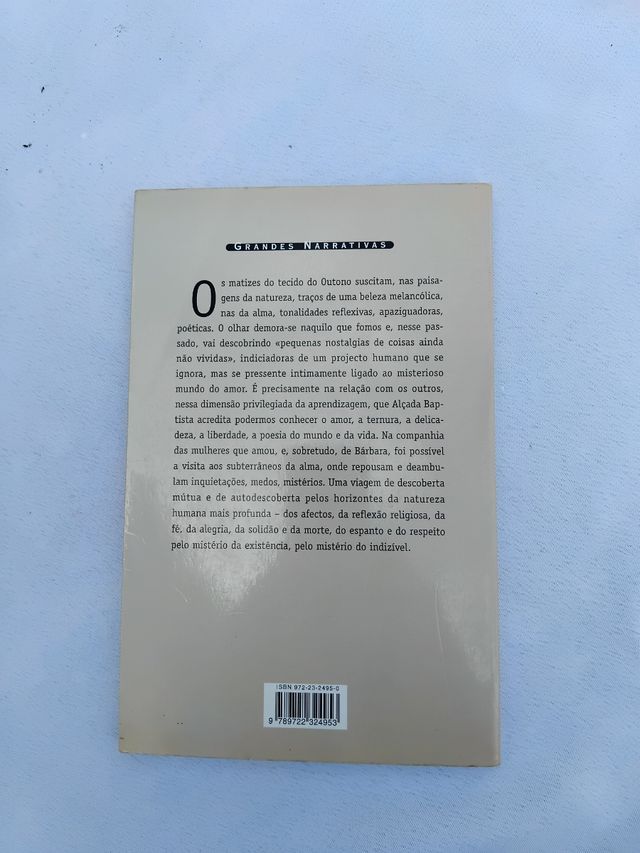 GRANDES NARRATIVAS
Os matizes do tecido do Outono suscitam, nas paisa-
gens da natureza, traços de uma beleza melancólica,
nas da alma, tonalidades reflexivas, apaziguadoras,
poéticas. O olhar demora-se naquilo que fomos e, nesse pas-
sado, vai descobrindo «pequenas nostalgias de coisas ainda
não vividas», indiciadoras de um projecto humano que se
ignora, mas se pressente intimamente ligado ao misterioso
mundo do amor. É precisamente na relação com os outros,
nessa dimensão privilegiada da aprendizagem, que Alçada Bap-
tista acredita podermos conhecer o amor, a ternura, a delica-
deza, a liberdade, a poesia do mundo e da vida. Na companhia
das mulheres que amou, e, sobretudo, de Bárbara, foi possível
a visita aos subterrâneos da alma, onde repousam e deambu-
lam inquietações, medos, mistérios. Uma viagem de descoberta
mútua e de autodescoberta pelos horizontes da natureza
humana mais profunda – dos afectos, da reflexão religiosa, da
fé, da alegria, da solidão e da morte, do espanto e do respeito
pelo mistério da existência, pelo mistério do indizível.
ISBN 972-23-2495-0
9 789722 324953